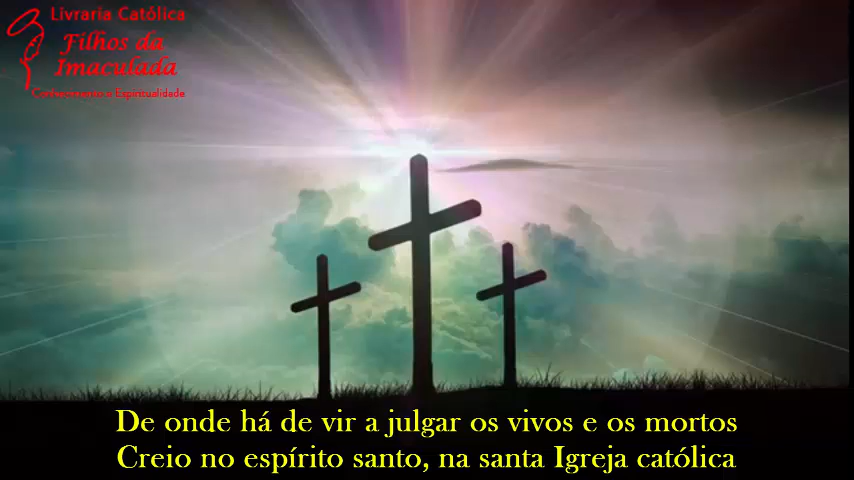 Livraria Católica
Filhos da
Imaculada
De onde há de vir a julgar os vivos e os mortos
Creio no espírito santo, na santa Igreja católica